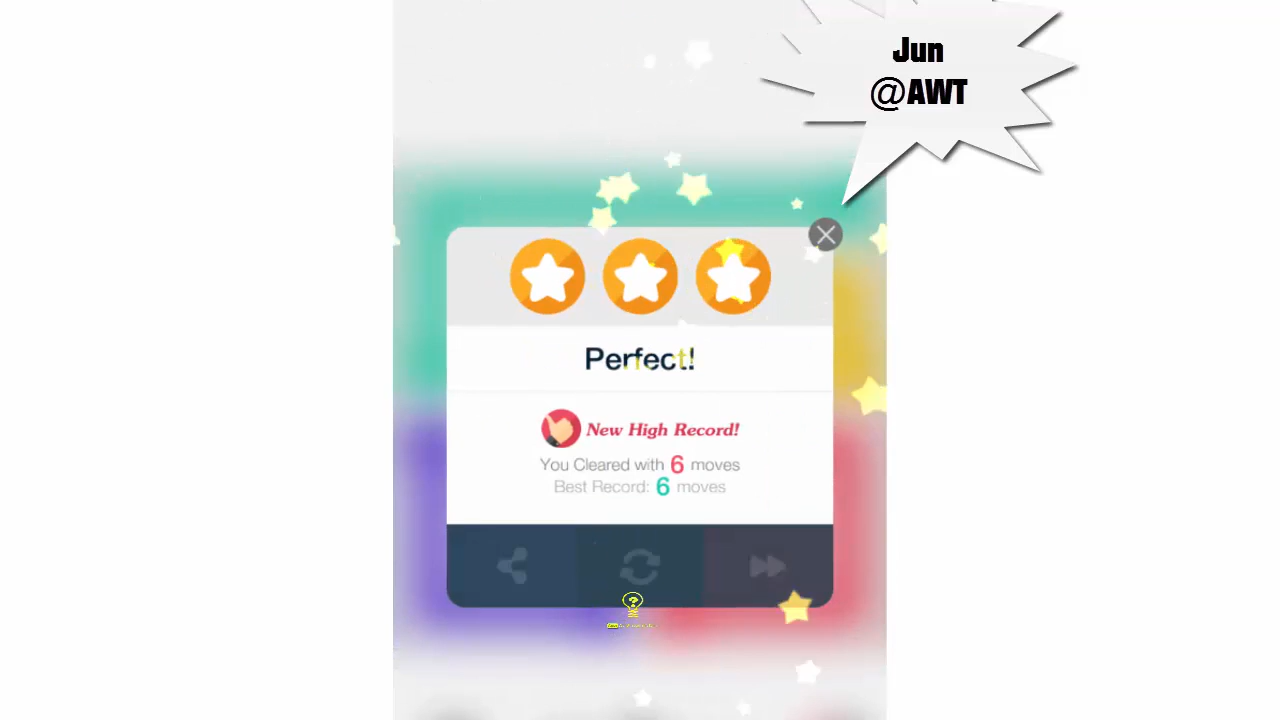 Jun
@AWT
Perfect!
New High Record!
You Cleared with 6 moves
Best Record: 6 moves
?